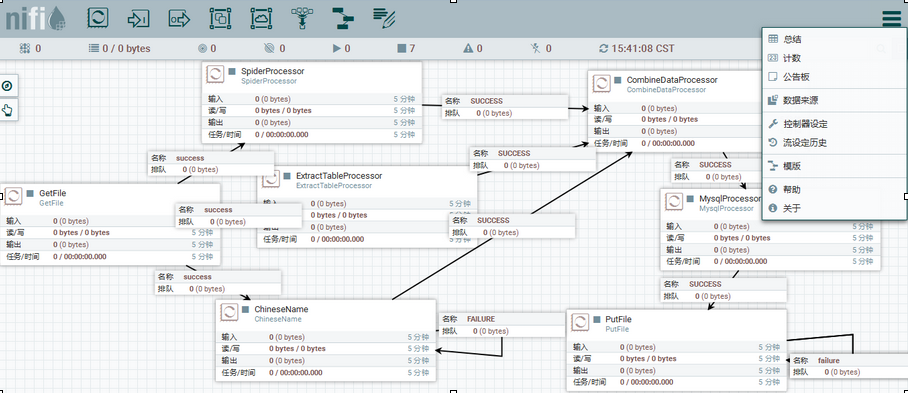 nifi
0 0 / 0 bytes 0 0 0 7 0 0 15:41:08 CST
总结
计数
公告板
数据来源
控制器设定
流设定历史
模版
帮助
关于
SpiderProcessor
SpiderProcessor
输入 0 (0 bytes) 5 分钟
读/写 0 bytes / 0 bytes 5 分钟
输出 0 (0 bytes) 5 分钟
任务/时间 0 / 00:00:00.000 5 分钟
名称 SUCCESS
排队 0 (0 bytes)
CombineDataProcessor
CombineDataProcessor
输入 0 (0 bytes)
读/写 0 bytes / 0 bytes
输出 0 (0 bytes)
任务/时间 0 / 00:00:00.000
名称 success
排队 0 (0 bytes)
名称 SUCCESS
排队 0 (0 bytes)
名称 SUCCESS
排队 0 (0 bytes)
ExtractTableProcessor
ExtractTableProcessor
0 (0 bytes) 5 分钟
0 bytes / 0 bytes
0 (0 bytes)
任务/时间 0 / 00:00:00.000 5 分钟
GetFile
GetFile
输入 0 (0 bytes)
读/写 0 bytes / 0 bytes 5 分钟
输出 0 (0 bytes) 5 分钟
任务/时间 0 / 00:00:00.000 5 分钟
名称 success
排队 0 (0 bytes)
名称 SUCCESS
排队 0 (0 bytes)
MysqlProcessor
MysqlProcessor
输入 0 (0 bytes)
读/写 0 bytes / 0 bytes 5 分钟
输出 0 (0 bytes) 5 分钟
任务/时间 0 / 00:00:00.000 5 分钟
名称 success
排队 0 (0 bytes)
名称 SUCCESS
排队 0 (0 bytes)
ChineseName
ChineseName
输入 0 (0 bytes) 5 分钟
读/写 0 bytes / 0 bytes 5 分钟
输出 0 (0 bytes) 5 分钟
任务/时间 0 / 00:00:00.000 5 分钟
名称 FAILURE
排队 0 (0 bytes)
PutFile
PutFile
输入 0 (0 bytes) 5 分钟
读/写 0 bytes / 0 bytes 5 分钟
输出 0 (0 bytes) 5 分钟
任务/时间 0 / 00:00:00.000 5 分钟
名称 failure
排队 0 (0 bytes)